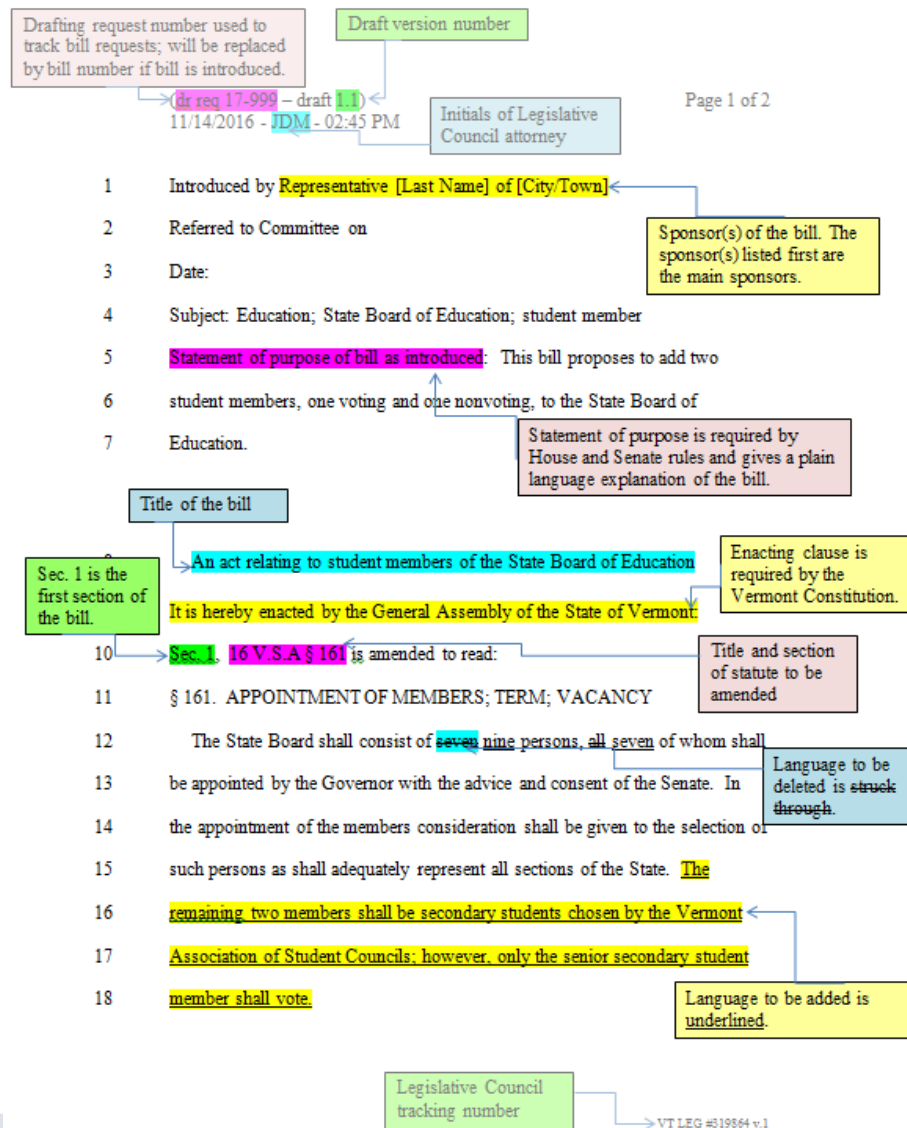 Drafting request number used to
track bill requests; will be replaced
by bill number if bill is introduced.
Draft version number
(dr req 17-999 – draft 1.1)
Page 1 of 2
11/14/2016 - JDM - 02:45 PM
Initials of Legislative
Council attorney
1 Introduced by Representative [Last Name] of [City/Town]
2 Referred to Committee on
Sponsor(s) of the bill. The
sponsor(s) listed first are
the main sponsors.
3 Date:
4 Subject: Education; State Board of Education; student member
5 Statement of purpose of bill as introduced: This bill proposes to add two
6 student members, one voting and one nonvoting, to the State Board of
7 Education.
Statement of purpose is required by
House and Senate rules and gives a plain
language explanation of the bill.
Title of the bill
An act relating to student members of the State Board of Education
Enacting clause is
required by the
Vermont Constitution.
Sec. 1 is the
first section of
the bill.
It is hereby enacted by the General Assembly of the State of Vermont:
10 Sec. 1, 16 V.S.A § 161 is amended to read:
Title and section
of statute to be
amended
11 § 161. APPOINTMENT OF MEMBERS; TERM; VACANCY
12 The State Board shall consist of seven nine persons, all seven of whom shall
Language to be
deleted is struck
through.
13 be appointed by the Governor with the advice and consent of the Senate. In
14 the appointment of the members consideration shall be given to the selection of
15 such persons as shall adequately represent all sections of the State. The
16 remaining two members shall be secondary students chosen by the Vermont
17 Association of Student Councils; however, only the senior secondary student
18 member shall vote.
Language to be added is
underlined.
Legislative Council
tracking number
VT LEG #319864 v.1